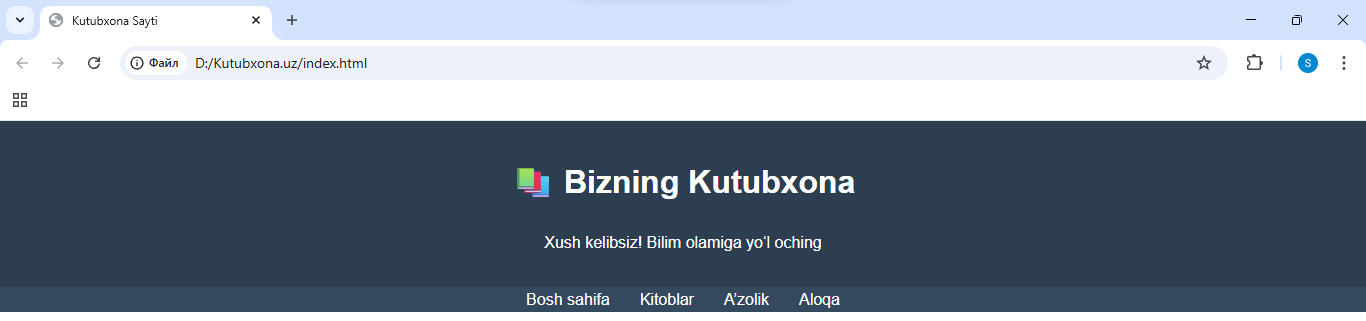 Kutubxona Sayti
Файл D:/Kutubxona.uz/index.html
S
Bizning Kutubxona
Xush kelibsiz! Bilim olamiga yo‘l oching
Bosh sahifa Kitoblar A’zolik Aloqa